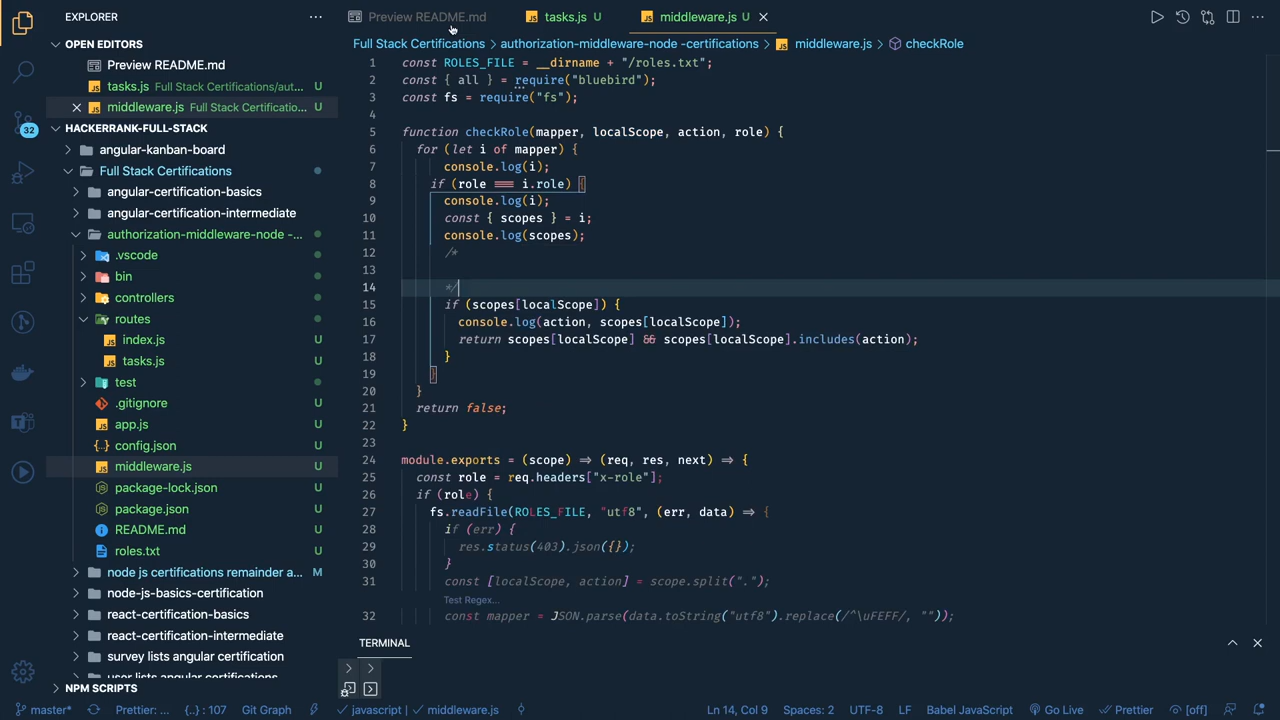 EXPLORER
OPEN EDITORS
Preview README.md
tasks.js Full Stack Certifications/aut... U
middleware.js Full Stack Certificatio... U
HACKERRANK-FULL-STACK
angular-kanban-board
Full Stack Certifications
angular-certification-basics
angular-certification-intermediate
authorization-middleware-node -...
.vscode
bin
controllers
routes
index.js U
tasks.js U
test
.gitignore U
app.js U
config.json U
middleware.js U
package-lock.json U
package.json U
README.md U
roles.txt U
node js certifications remainder a... M
node-js-basics-certification
react-certification-basics
react-certification-intermediate
survey lists angular certification
user lists angular certifications
NPM SCRIPTS
32
Preview README.md
tasks.js U
middleware.js U
Full Stack Certifications > authorization-middleware-node -certifications > middleware.js > checkRole
1 const ROLES_FILE = __dirname + "/roles.txt";
2 const { all } = require("bluebird");
3 const fs = require("fs");
4
5 function checkRole(mapper, localScope, action, role) {
6 for (let i of mapper) {
7 console.log(i);
8 if (role === i.role) {
9 console.log(i);
10 const { scopes } = i;
11 console.log(scopes);
12 /*
13
14 */
15 if (scopes[localScope]) {
16 console.log(action, scopes[localScope]);
17 return scopes[localScope] && scopes[localScope].includes(action);
18 }
19 }
20 }
21 return false;
22 }
23
24 module.exports = (scope) => (req, res, next) => {
25 const role = req.headers["x-role"];
26 if (role) {
27 fs.readFile(ROLES_FILE, "utf8", (err, data) => {
28 if (err) {
29 res.status(403).json({});
30 }
31 const [localScope, action] = scope.split(".");
Test Regex...
32 const mapper = JSON.parse(data.toString("utf8").replace(/^\uFEFF/, ""));
TERMINAL
master* Prettier: ... {..} : 107 Git Graph javascript | middleware.js Ln 14, Col 9 Spaces: 2 UTF-8 LF Babel JavaScript Go Live Prettier [off]